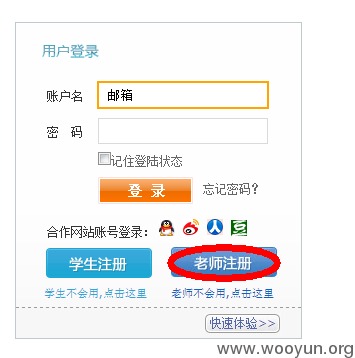 用户登录
账户名 邮箱
密 码
记住登陆状态
登 录 忘记密码?
合作网站账号登录:
学生注册 老师注册
学生不会用,点击这里 老师不会用,点击这里
快速体验>>
www.wooyun.org